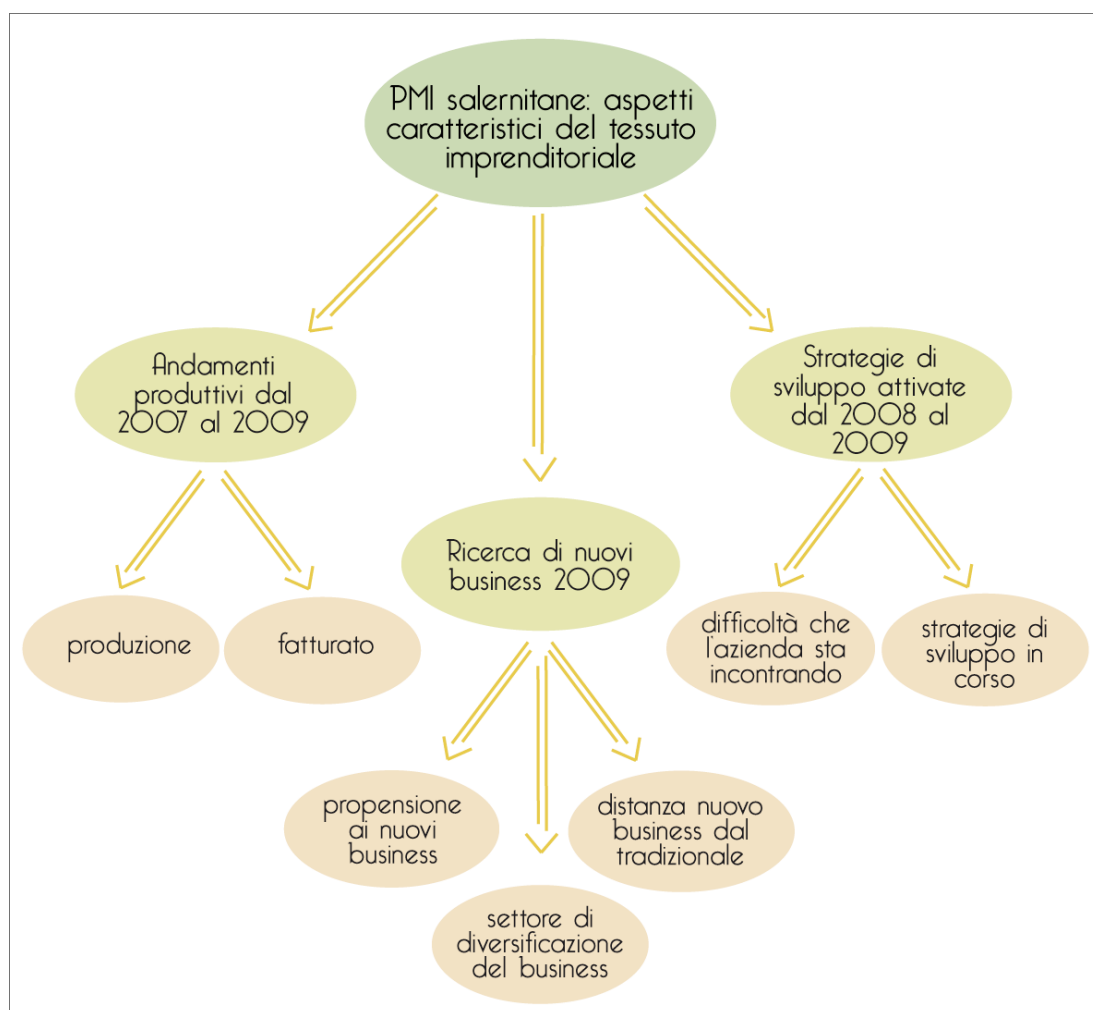 PMI salernitane: aspetti
caratteristici del tessuto
imprenditoriale
Andamenti
produttivi dal
2007 al 2009
Strategie di
sviluppo attivate
dal 2008 al
2009
Ricerca di nuovi
business 2009
produzione
fatturato
difficoltà che
l'azienda sta
incontrando
strategie di
sviluppo in
corso
propensione
ai nuovi
business
distanza nuovo
business dal
tradizionale
settore di
diversificazione
del business